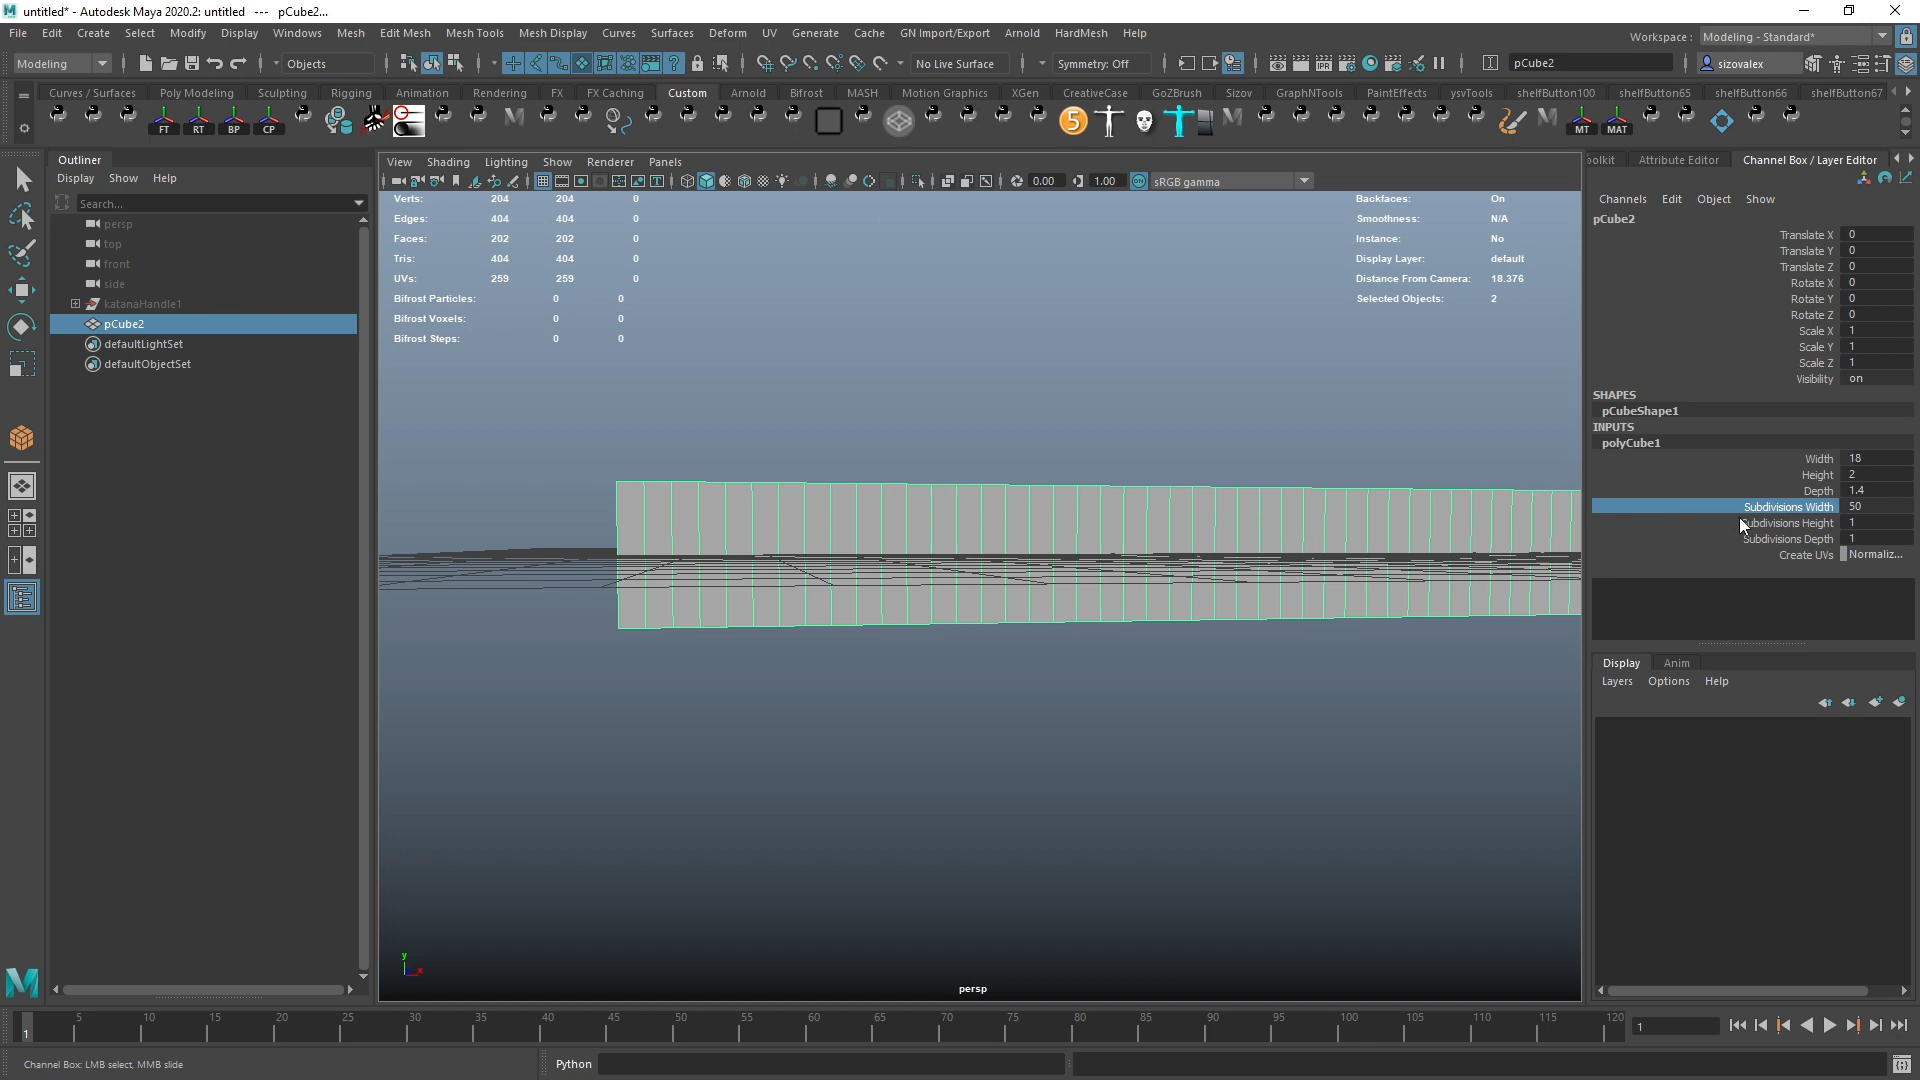 untitled* - Autodesk Maya 2020.2: untitled --- pCube2...
File Edit Create Select Modify Display Windows Mesh Edit Mesh Mesh Tools Mesh Display Curves Surfaces Deform UV Generate Cache GN Import/Export Arnold HardMesh Help
Workspace : Modeling - Standard*
Modeling Objects No Live Surface Symmetry: Off pCube2 sizovalex
Curves / Surfaces Poly Modeling Sculpting Rigging Animation Rendering FX FX Caching Custom Arnold Bifrost MASH Motion Graphics XGen CreativeCase GoZBrush Sizov GraphNTools PaintEffects ysvTools shelfButton100 shelfButton65 shelfButton66 shelfButton67
FT RT BP CP 5 MT MAT
Outliner
Display Show Help
Search...
persp
top
front
side
katanaHandle1
pCube2
defaultLightSet
defaultObjectSet
View Shading Lighting Show Renderer Panels
0.00 1.00 ON sRGB gamma
Verts: 204 204 0
Edges: 404 404 0
Faces: 202 202 0
Tris: 404 404 0
UVs: 259 259 0
Bifrost Particles: 0 0
Bifrost Voxels: 0 0
Bifrost Steps: 0 0
Backfaces: On
Smoothness: N/A
Instance: No
Display Layer: default
Distance From Camera: 18.376
Selected Objects: 2
y
x
persp
oolkit Attribute Editor Channel Box / Layer Editor
Channels Edit Object Show
pCube2
Translate X 0
Translate Y 0
Translate Z 0
Rotate X 0
Rotate Y 0
Rotate Z 0
Scale X 1
Scale Y 1
Scale Z 1
Visibility on
SHAPES
pCubeShape1
INPUTS
polyCube1
Width 18
Height 2
Depth 1.4
Subdivisions Width 50
ubdivisions Height 1
Subdivisions Depth 1
Create UVs Normaliz...
Display Anim
Layers Options Help
1 5 10 15 20 25 30 35 40 45 50 55 60 65 70 75 80 85 90 95 100 105 110 115 120 1
Channel Box: LMB select, MMB slide
Python